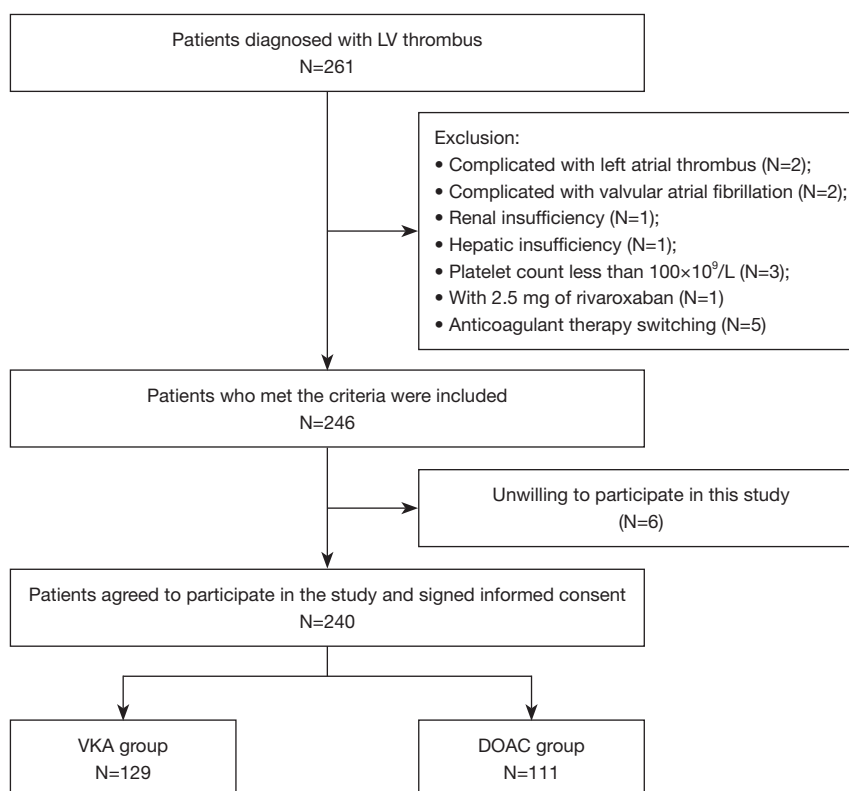 Patients diagnosed with LV thrombus
N=261
Exclusion:
• Complicated with left atrial thrombus (N=2);
• Complicated with valvular atrial fibrillation (N=2);
• Renal insufficiency (N=1);
• Hepatic insufficiency (N=1);
• Platelet count less than 100×10⁹/L (N=3);
• With 2.5 mg of rivaroxaban (N=1)
• Anticoagulant therapy switching (N=5)
Patients who met the criteria were included
N=246
Unwilling to participate in this study
(N=6)
Patients agreed to participate in the study and signed informed consent
N=240
VKA group
N=129
DOAC group
N=111